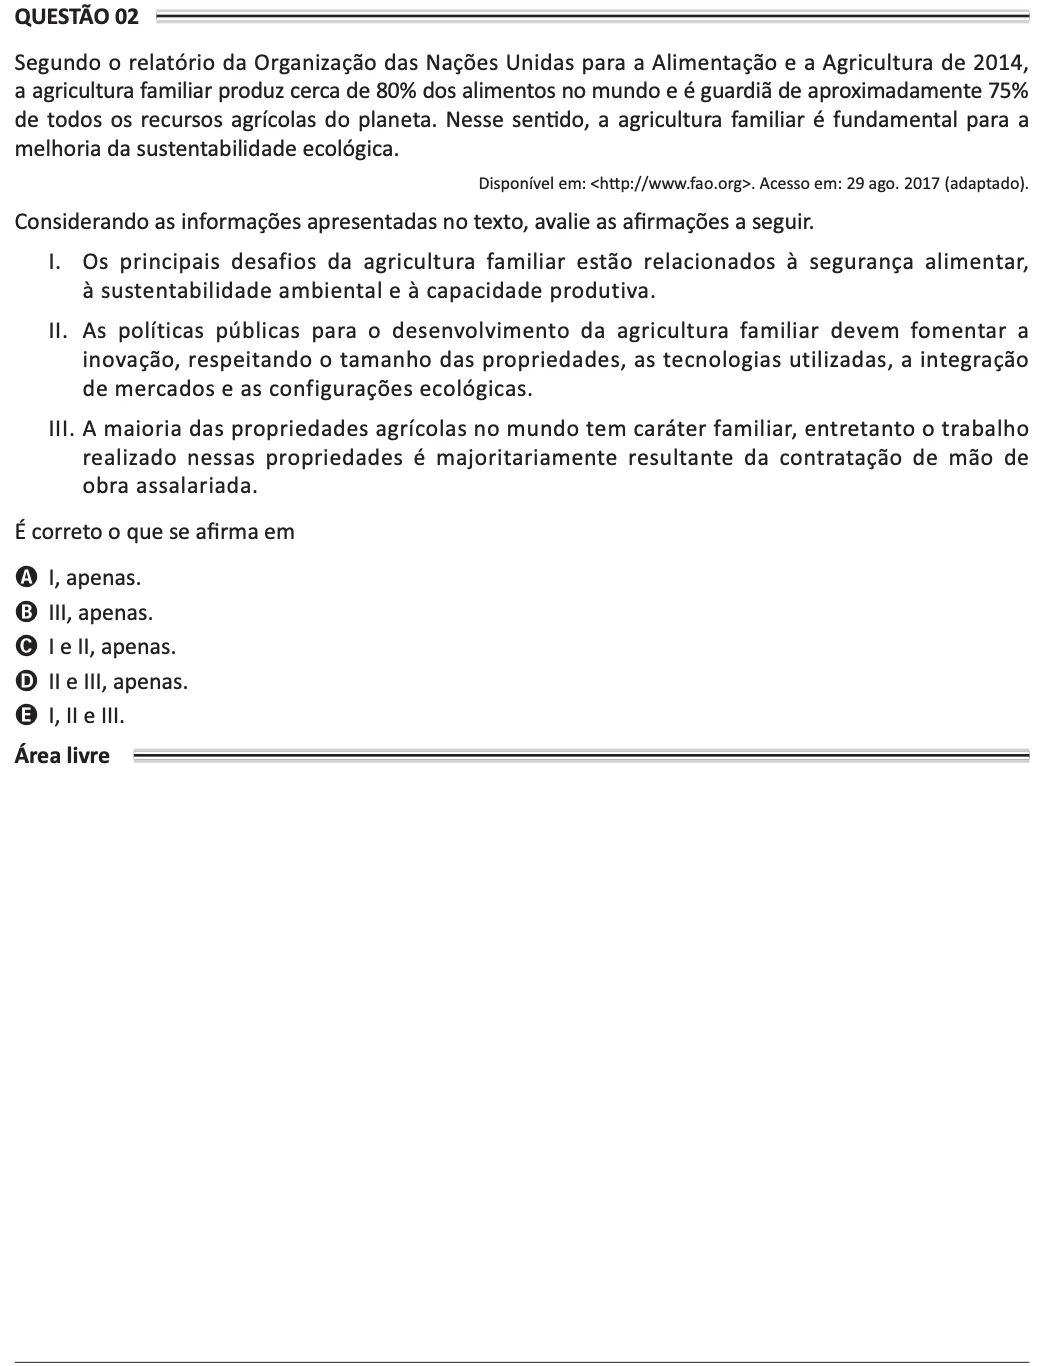 QUESTÃO 02
Segundo o relatório da Organização das Nações Unidas para a Alimentação e a Agricultura de 2014,
a agricultura familiar produz cerca de 80% dos alimentos no mundo e é guardiã de aproximadamente 75%
de todos os recursos agrícolas do planeta. Nesse sentido, a agricultura familiar é fundamental para a
melhoria da sustentabilidade ecológica.
Disponível em: <http://www.fao.org>. Acesso em: 29 ago. 2017 (adaptado).
Considerando as informações apresentadas no texto, avalie as afirmações a seguir.
I. Os principais desafios da agricultura familiar estão relacionados à segurança alimentar,
à sustentabilidade ambiental e à capacidade produtiva.
II. As políticas públicas para o desenvolvimento da agricultura familiar devem fomentar a
inovação, respeitando o tamanho das propriedades, as tecnologias utilizadas, a integração
de mercados e as configurações ecológicas.
III. A maioria das propriedades agrícolas no mundo tem caráter familiar, entretanto o trabalho
realizado nessas propriedades é majoritariamente resultante da contratação de mão de
obra assalariada.
É correto o que se afirma em
A I, apenas.
B III, apenas.
C I e II, apenas.
D II e III, apenas.
E I, II e III.
Área livre